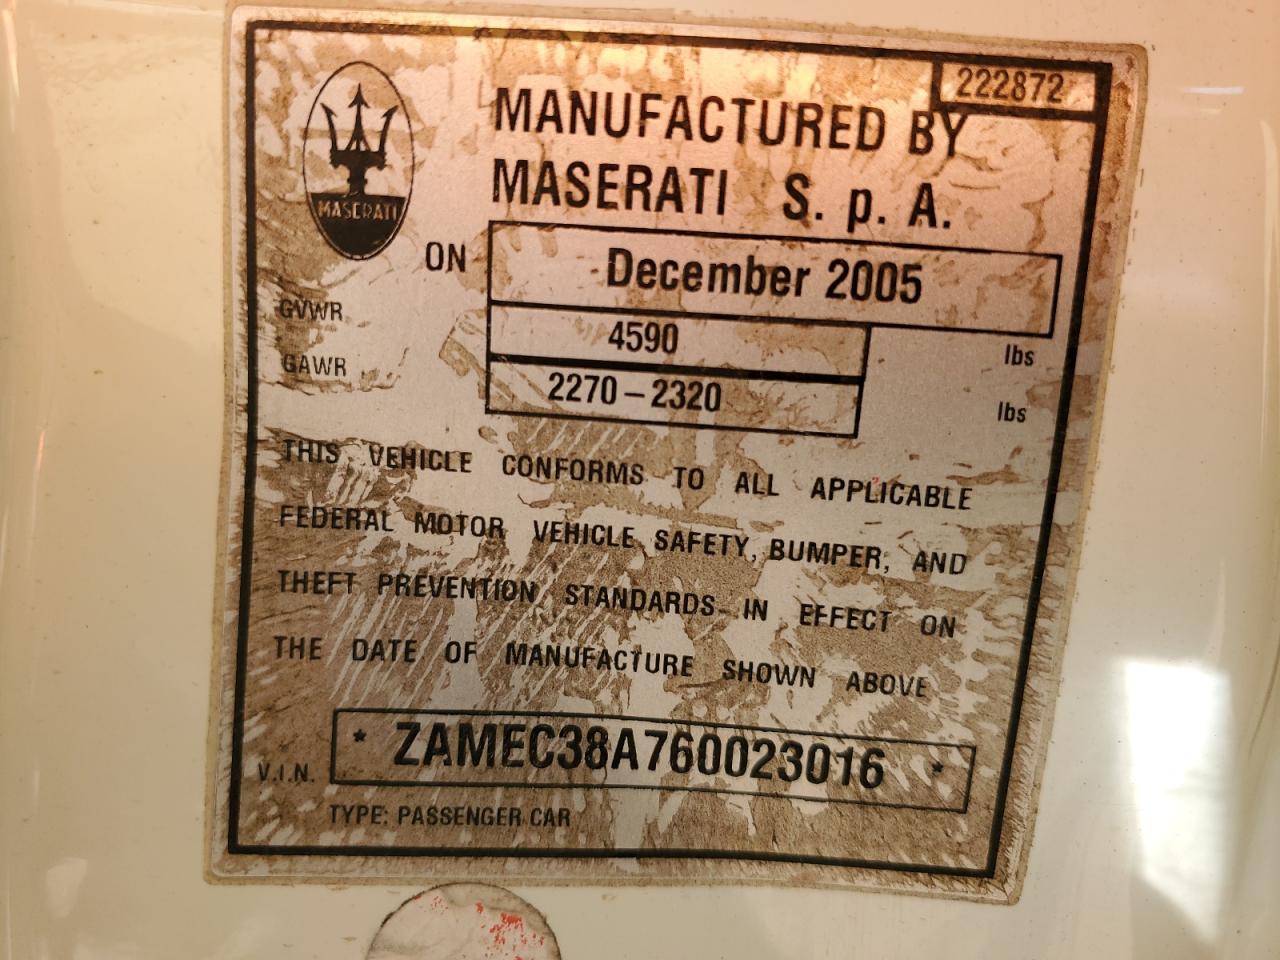 222872
MANUFACTURED BY
MASERATI S. p. A.
MASERATI
ON December 2005
GVWR 4590 lbs
GAWR 2270-2320 lbs
THIS VEHICLE CONFORMS TO ALL APPLICABLE
FEDERAL MOTOR VEHICLE SAFETY, BUMPER, AND
THEFT PREVENTION STANDARDS IN EFFECT ON
THE DATE OF MANUFACTURE SHOWN ABOVE
V.I.N. * ZAMEC38A760023016 *
TYPE: PASSENGER CAR